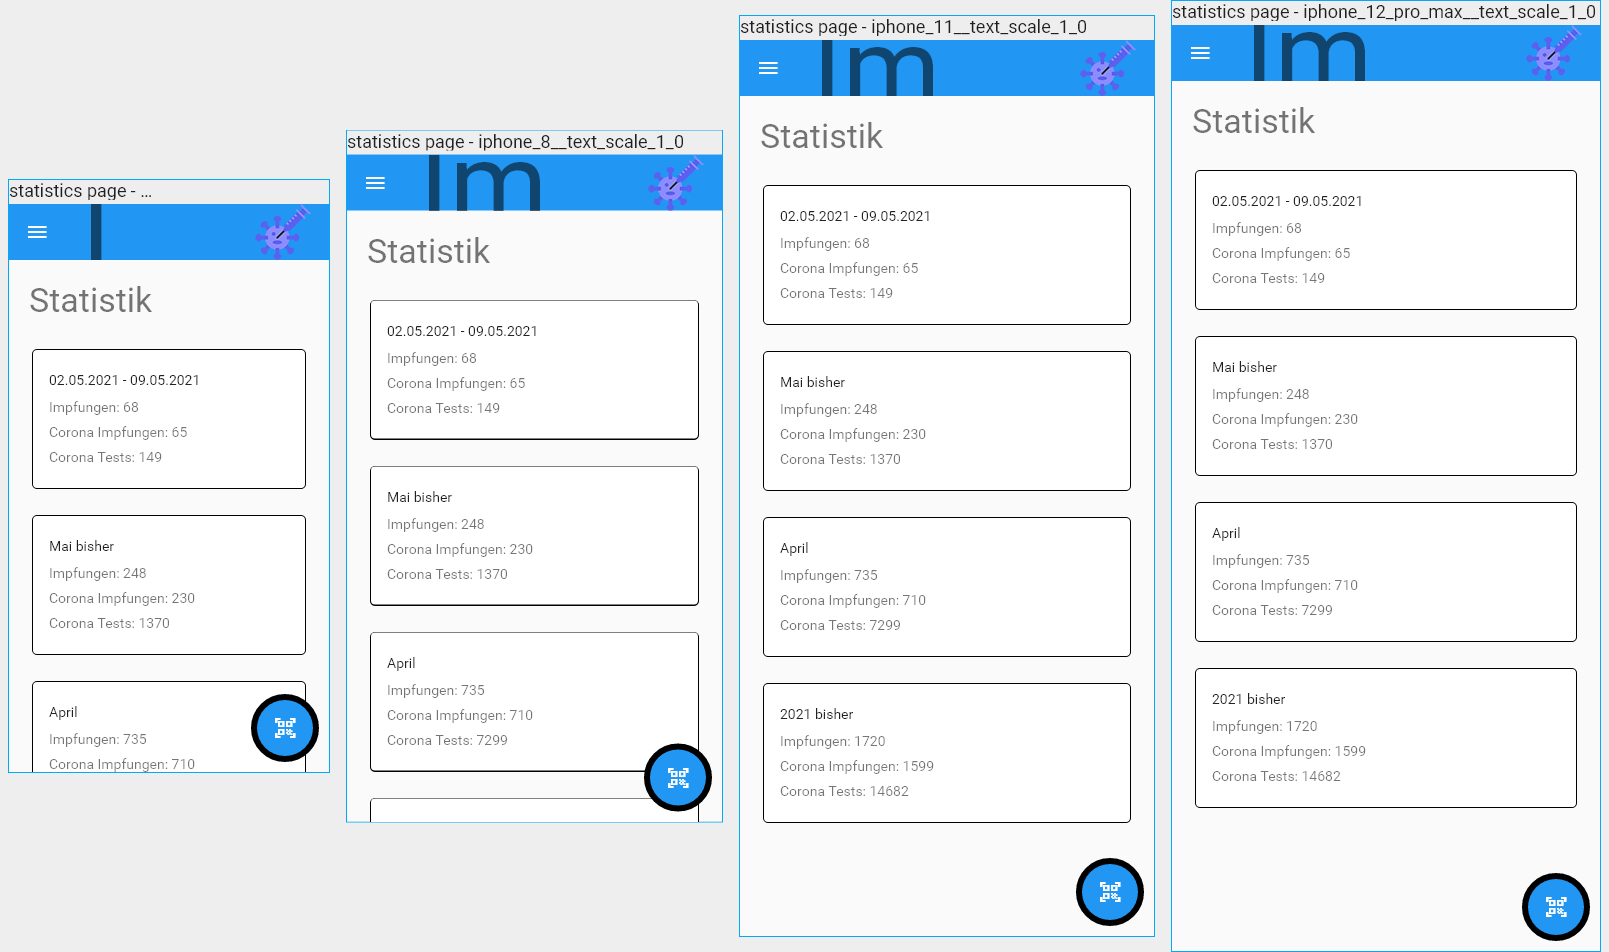 statistics page - ...
I
Statistik
02.05.2021 - 09.05.2021
Impfungen: 68
Corona Impfungen: 65
Corona Tests: 149
Mai bisher
Impfungen: 248
Corona Impfungen: 230
Corona Tests: 1370
April
Impfungen: 735
Corona Impfungen: 710
statistics page - iphone_8__text_scale_1_0
Im
Statistik
02.05.2021 - 09.05.2021
Impfungen: 68
Corona Impfungen: 65
Corona Tests: 149
Mai bisher
Impfungen: 248
Corona Impfungen: 230
Corona Tests: 1370
April
Impfungen: 735
Corona Impfungen: 710
Corona Tests: 7299
statistics page - iphone_11__text_scale_1_0
Im
Statistik
02.05.2021 - 09.05.2021
Impfungen: 68
Corona Impfungen: 65
Corona Tests: 149
Mai bisher
Impfungen: 248
Corona Impfungen: 230
Corona Tests: 1370
April
Impfungen: 735
Corona Impfungen: 710
Corona Tests: 7299
2021 bisher
Impfungen: 1720
Corona Impfungen: 1599
Corona Tests: 14682
statistics page - iphone_12_pro_max__text_scale_1_0
Im
Statistik
02.05.2021 - 09.05.2021
Impfungen: 68
Corona Impfungen: 65
Corona Tests: 149
Mai bisher
Impfungen: 248
Corona Impfungen: 230
Corona Tests: 1370
April
Impfungen: 735
Corona Impfungen: 710
Corona Tests: 7299
2021 bisher
Impfungen: 1720
Corona Impfungen: 1599
Corona Tests: 14682